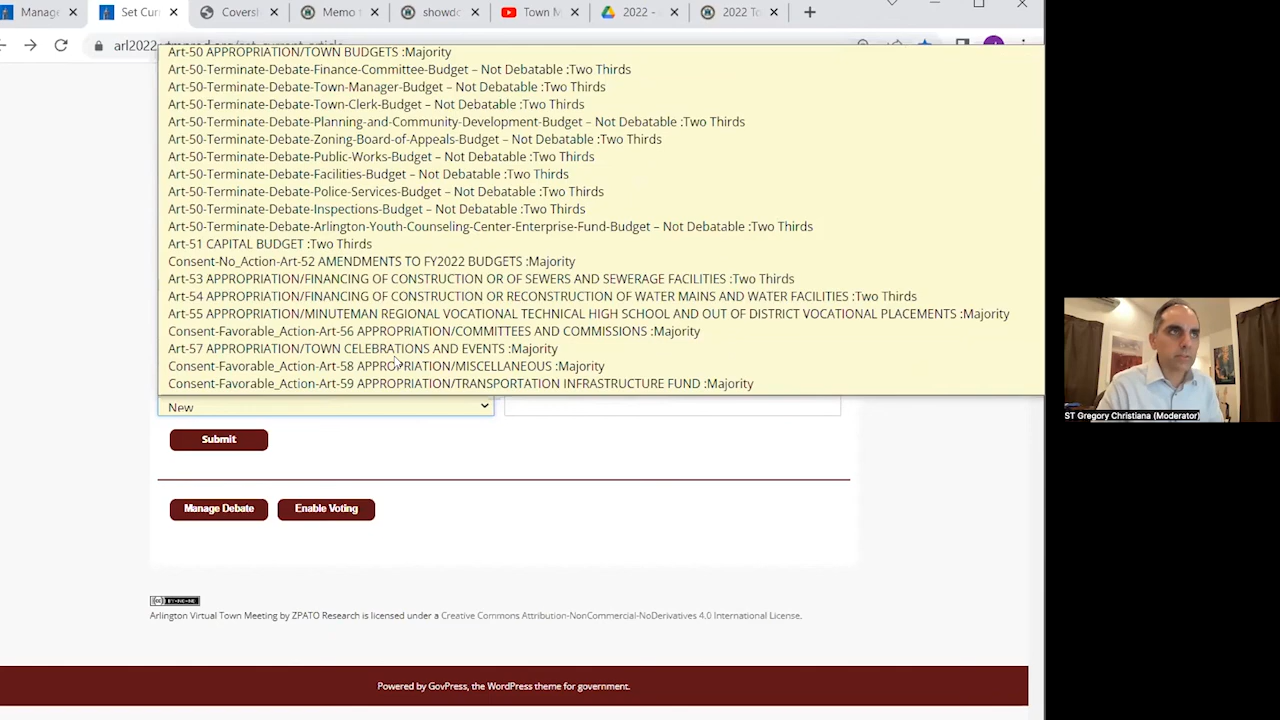 Manage
Set Curr
Coversh
Memo t
showdo
Town M
2022 -
2022 To
Art-50 APPROPRIATION/TOWN BUDGETS :Majority
Art-50-Terminate-Debate-Finance-Committee-Budget – Not Debatable :Two Thirds
Art-50-Terminate-Debate-Town-Manager-Budget – Not Debatable :Two Thirds
Art-50-Terminate-Debate-Town-Clerk-Budget – Not Debatable :Two Thirds
Art-50-Terminate-Debate-Planning-and-Community-Development-Budget – Not Debatable :Two Thirds
Art-50-Terminate-Debate-Zoning-Board-of-Appeals-Budget – Not Debatable :Two Thirds
Art-50-Terminate-Debate-Public-Works-Budget – Not Debatable :Two Thirds
Art-50-Terminate-Debate-Facilities-Budget – Not Debatable :Two Thirds
Art-50-Terminate-Debate-Police-Services-Budget – Not Debatable :Two Thirds
Art-50-Terminate-Debate-Inspections-Budget – Not Debatable :Two Thirds
Art-50-Terminate-Debate-Arlington-Youth-Counseling-Center-Enterprise-Fund-Budget – Not Debatable :Two Thirds
Art-51 CAPITAL BUDGET :Two Thirds
Consent-No_Action-Art-52 AMENDMENTS TO FY2022 BUDGETS :Majority
Art-53 APPROPRIATION/FINANCING OF CONSTRUCTION OR OF SEWERS AND SEWERAGE FACILITIES :Two Thirds
Art-54 APPROPRIATION/FINANCING OF CONSTRUCTION OR RECONSTRUCTION OF WATER MAINS AND WATER FACILITIES :Two Thirds
Art-55 APPROPRIATION/MINUTEMAN REGIONAL VOCATIONAL TECHNICAL HIGH SCHOOL AND OUT OF DISTRICT VOCATIONAL PLACEMENTS :Majority
Consent-Favorable_Action-Art-56 APPROPRIATION/COMMITTEES AND COMMISSIONS :Majority
Art-57 APPROPRIATION/TOWN CELEBRATIONS AND EVENTS :Majority
Consent-Favorable_Action-Art-58 APPROPRIATION/MISCELLANEOUS :Majority
Consent-Favorable_Action-Art-59 APPROPRIATION/TRANSPORTATION INFRASTRUCTURE FUND :Majority
New
ST Gregory Christiana (Moderator)
Submit
Manage Debate
Enable Voting
Arlington Virtual Town Meeting by ZPATO Research is licensed under a Creative Commons Attribution-NonCommercial-NoDerivatives 4.0 International License.
Powered by GovPress, the WordPress theme for government.